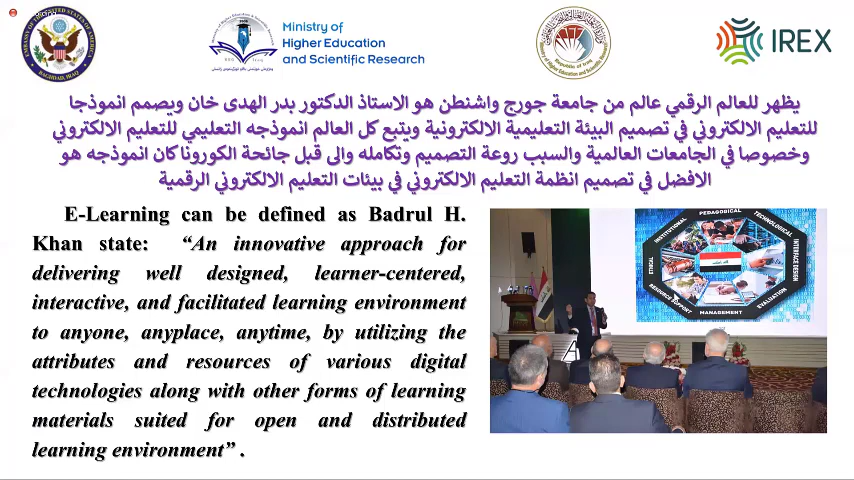 Ministry of
Higher Education
and Scientific Research
IREX
يظهر للعالم الرقمي عالم من جامعة جورج واشنطن هو الاستاذ الدكتور بدر الهدى خان ويصمم انموذجا
للتعليم الالكتروني في تصميم البيئة التعليمية الالكترونية ويتبع كل العالم انموذجه التعليمي للتعليم الالكتروني
وخصوصا في الجامعات العالمية والسبب روعة التصميم وتكامله والى قبل جائحة الكورونا كان انموذجه هو
الافضل في تصميم انظمة التعليم الالكتروني في بيئات التعليم الالكتروني الرقمية
E-Learning can be defined as Badrul H.
Khan state: “An innovative approach for
delivering well designed, learner-centered,
interactive, and facilitated learning environment
to anyone, anyplace, anytime, by utilizing the
attributes and resources of various digital
technologies along with other forms of learning
materials suited for open and distributed
learning environment” .
INSTITUTIONAL
PEDAGOGICAL
TECHNOLOGICAL
INTERFACE DESIGN
EVALUATION
MANAGEMENT
RESOURCE SUPPORT
ETHICAL